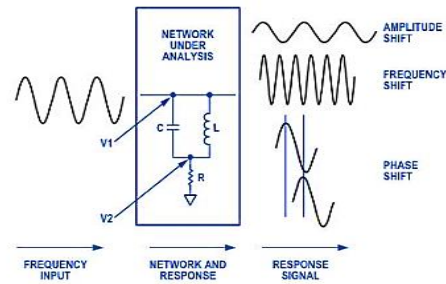 NETWORK
UNDER
ANALYSIS
V1
C
L
V2
R
AMPLITUDE
SHIFT
FREQUENCY
SHIFT
PHASE
SHIFT
FREQUENCY
INPUT
NETWORK AND
RESPONSE
RESPONSE
SIGNAL